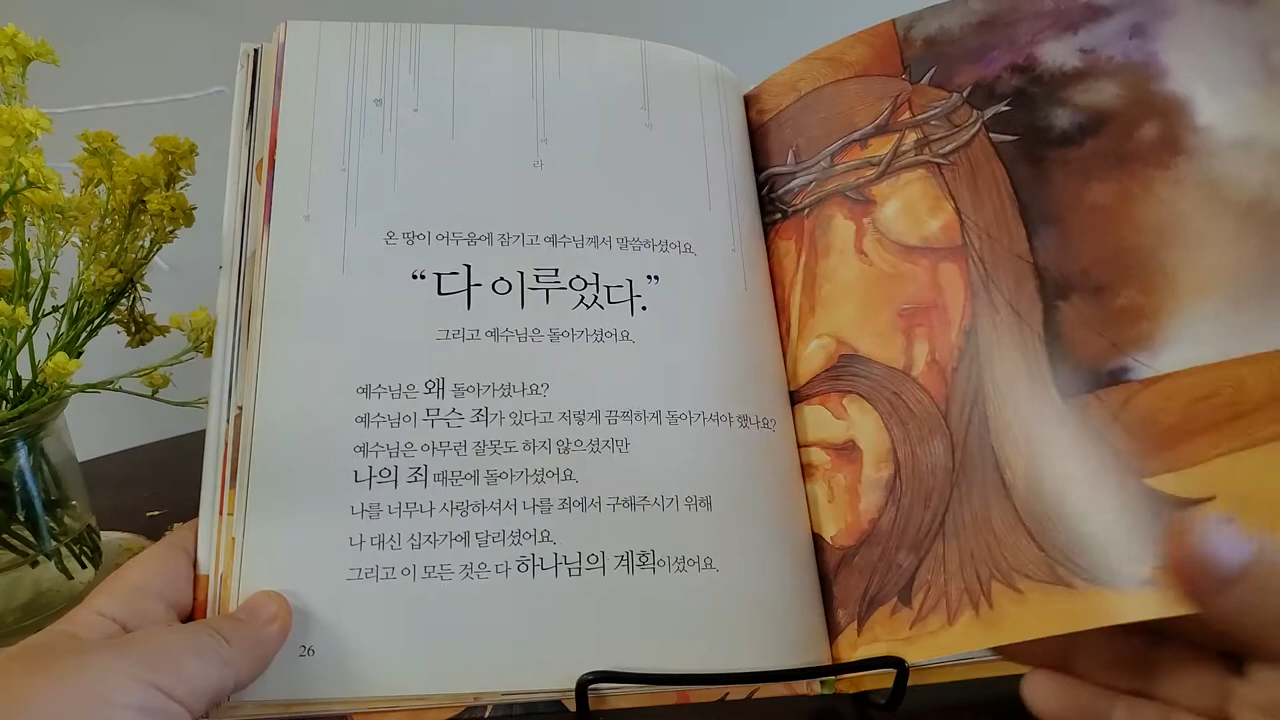 라
온 땅이 어두움에 잠기고 예수님께서 말씀하셨어요.
“다 이루었다.”
그리고 예수님은 돌아가셨어요.
예수님은 왜 돌아가셨나요?
예수님이 무슨 죄가 있다고 저렇게 끔찍하게 돌아가셔야 했나요?
예수님은 아무런 잘못도 하지 않으셨지만
나의 죄 때문에 돌아가셨어요.
나를 너무나 사랑하셔서 나를 죄에서 구해주시기 위해
나 대신 십자가에 달리셨어요.
그리고 이 모든 것은 다 하나님의 계획이셨어요.
26